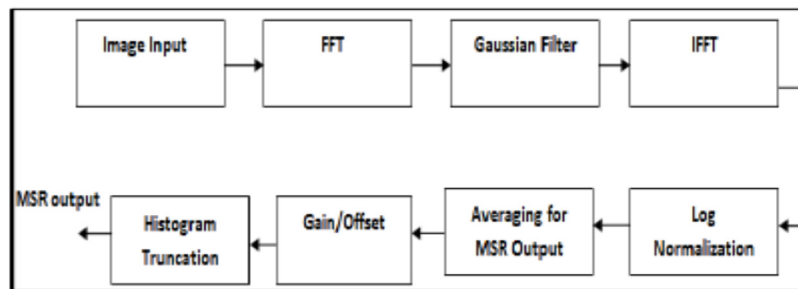 Image Input
FFT
Gaussian Filter
IFFT
MSR output
Histogram
Truncation
Gain/Offset
Averaging for
MSR Output
Log
Normalization